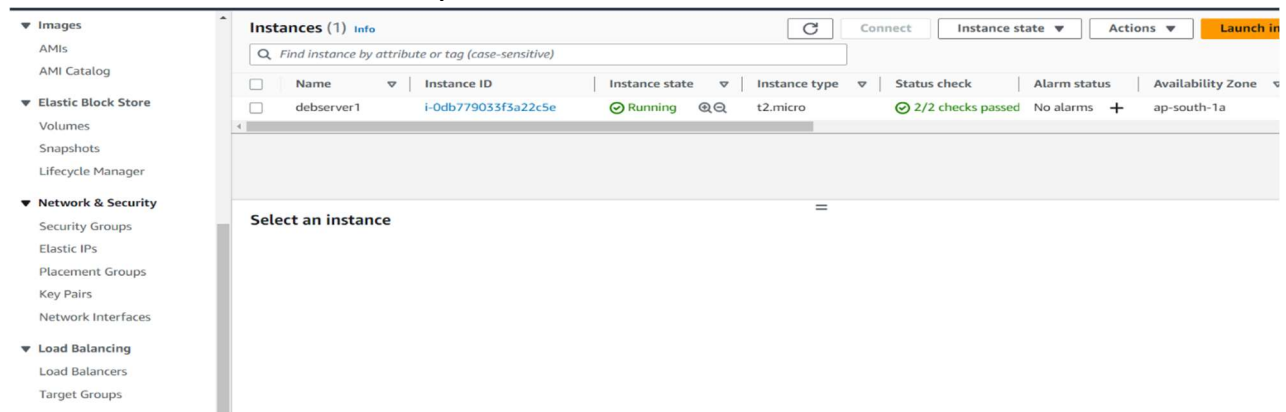 Images
AMIs
AMI Catalog
Elastic Block Store
Volumes
Snapshots
Lifecycle Manager
Network & Security
Security Groups
Elastic IPs
Placement Groups
Key Pairs
Network Interfaces
Load Balancing
Load Balancers
Target Groups
Instances (1) Info
Connect Instance state Actions Launch in
Find instance by attribute or tag (case-sensitive)
Name Instance ID Instance state Instance type Status check Alarm status Availability Zone
debserver1 i-0db779033f3a22c5e Running t2.micro 2/2 checks passed No alarms + ap-south-1a
Select an instance